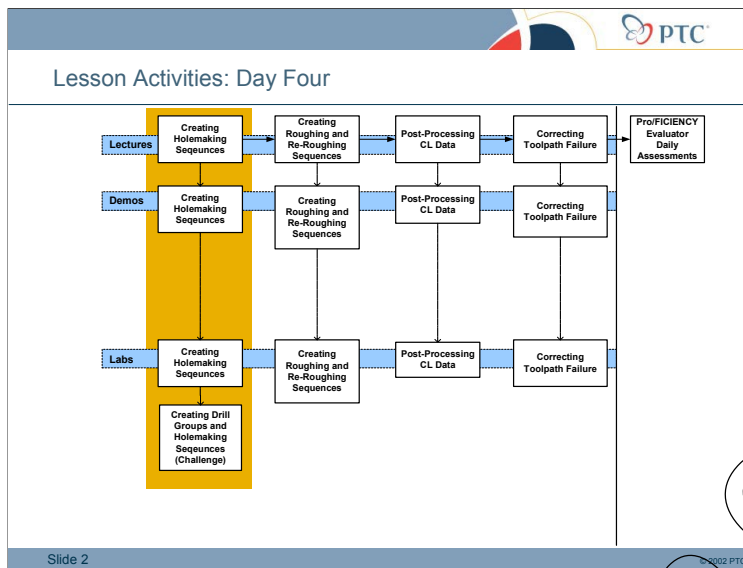 PTC
Lesson Activities: Day Four
Lectures
Creating
Holemaking
Seqeunces
Creating
Roughing and
Re-Roughing
Sequences
Post-Processing
CL Data
Correcting
Toolpath Failure
Pro/FICIENCY
Evaluator
Daily
Assessments
Demos
Creating
Holemaking
Seqeunces
Creating
Roughing and
Re-Roughing
Sequences
Post-Processing
CL Data
Correcting
Toolpath Failure
Labs
Creating
Holemaking
Seqeunces
Creating
Roughing and
Re-Roughing
Sequences
Post-Processing
CL Data
Correcting
Toolpath Failure
Creating Drill
Groups and
Holemaking
Seqeunces
(Challenge)
Slide 2
© 2002 PTC